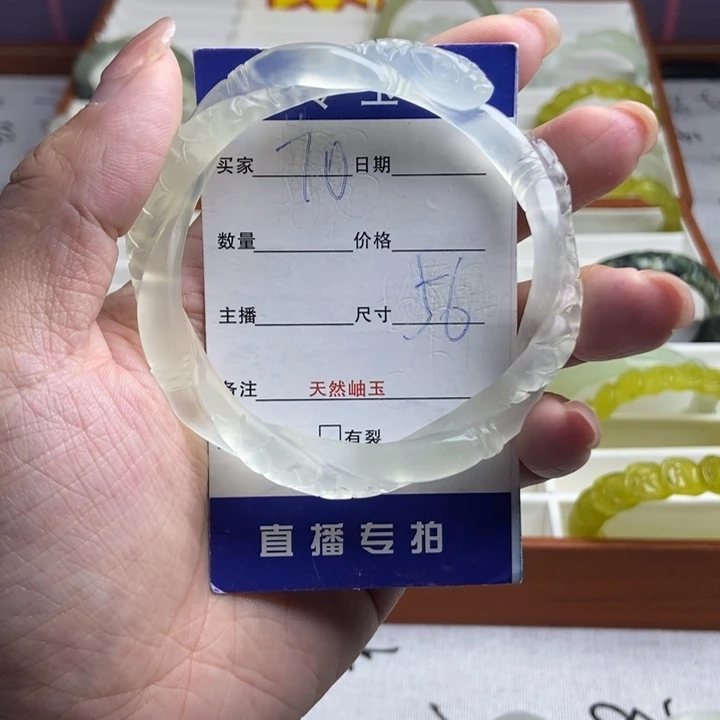 玉
买家 70 日期
数量 价格
主播 尺寸 56
备注 天然岫玉
□有裂
直播专拍